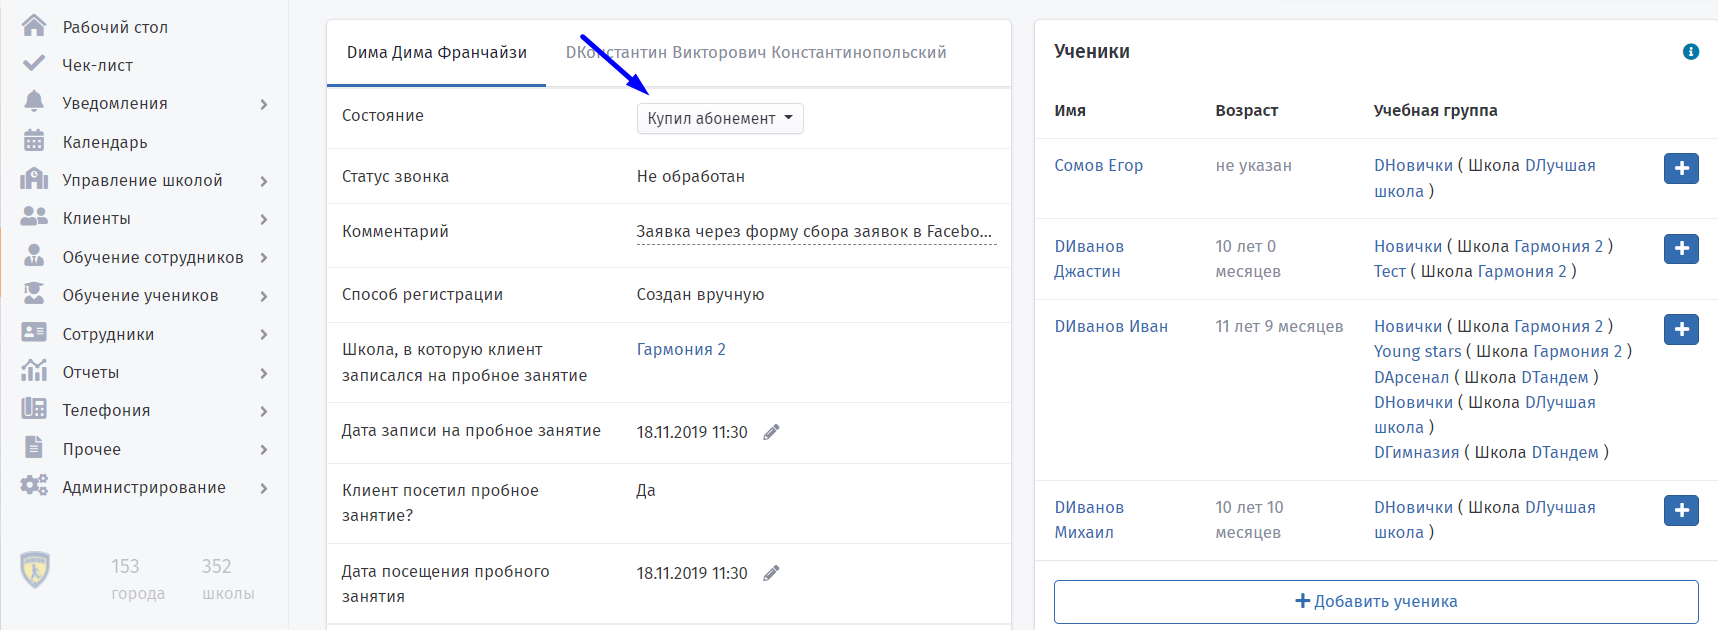 Рабочий стол
Чек-лист
Уведомления
Календарь
Управление школой
Клиенты
Обучение сотрудников
Обучение учеников
Сотрудники
Отчеты
Телефония
Прочее
Администрирование
153
города
352
школы
Dима Дима Франчайзи
DКонстантин Викторович Константинопольский
Состояние
Купил абонемент
Статус звонка
Не обработан
Комментарий
Заявка через форму сбора заявок в Facebo...
Способ регистрации
Создан вручную
Школа, в которую клиент
записался на пробное занятие
Гармония 2
Дата записи на пробное занятие
18.11.2019 11:30
Клиент посетил пробное
занятие?
Да
Дата посещения пробного
занятия
18.11.2019 11:30
Ученики
Имя
Возраст
Учебная группа
Сомов Егор
не указан
DНовички ( Школа DЛучшая
школа )
DИванов
Джастин
10 лет 0
месяцев
Новички ( Школа Гармония 2 )
Тест ( Школа Гармония 2 )
DИванов Иван
11 лет 9 месяцев
Новички ( Школа Гармония 2 )
Young stars ( Школа Гармония 2 )
DАрсенал ( Школа DТандем )
DНовички ( Школа DЛучшая
школа )
DГимназия ( Школа DТандем )
DИванов
Михаил
10 лет 10
месяцев
DНовички ( Школа DЛучшая
школа )
Добавить ученика